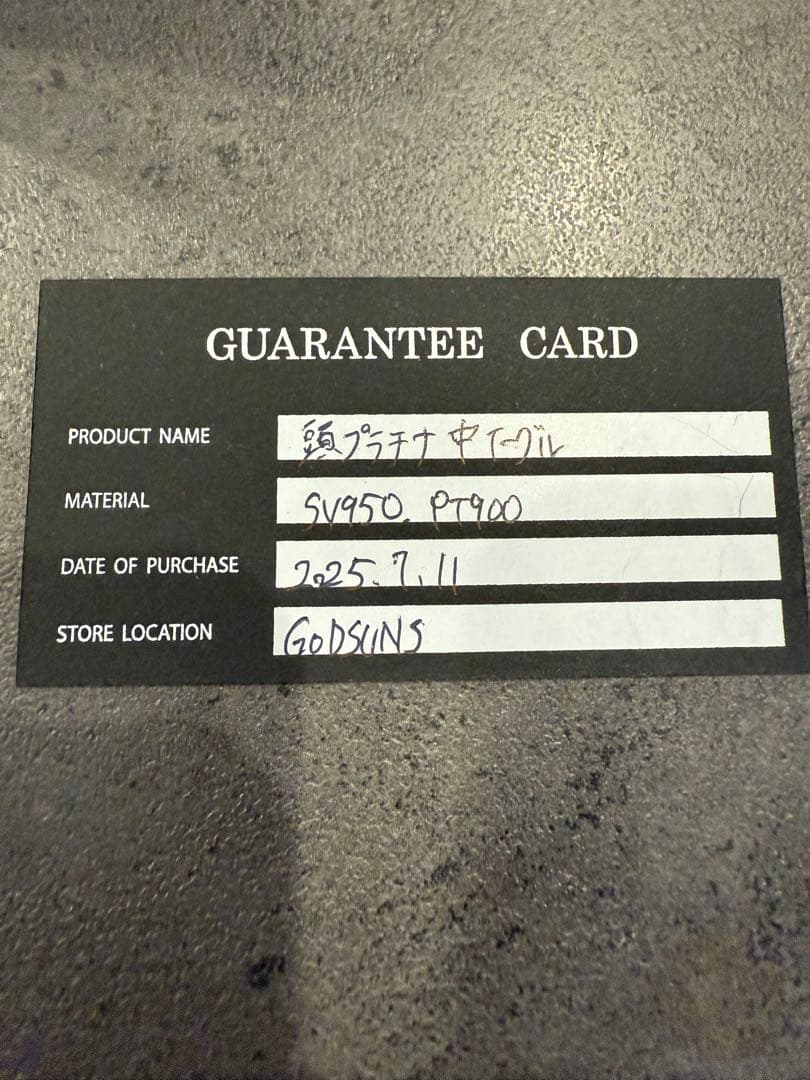 GUARANTEE CARD
PRODUCT NAME 頭プラチナ中イーグル
MATERIAL SV950. PT900
DATE OF PURCHASE 2025.7.11
STORE LOCATION GODSUNS